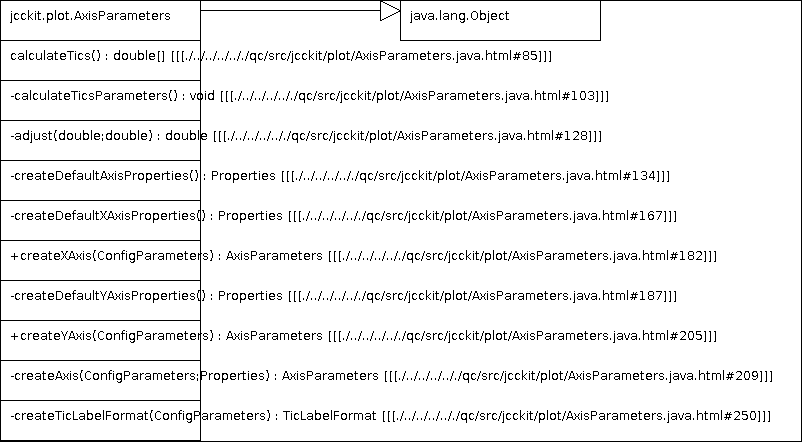 jcckit.plot.AxisParameters
java.lang.Object
calculateTics() : double[] [[[./../../../../../qc/src/jcckit/plot/AxisParameters.java.html#85]]]
-calculateTicsParameters() : void [[[./../../../../../qc/src/jcckit/plot/AxisParameters.java.html#103]]]
-adjust(double;double) : double [[[./../../../../../qc/src/jcckit/plot/AxisParameters.java.html#128]]]
-createDefaultAxisProperties() : Properties [[[./../../../../../qc/src/jcckit/plot/AxisParameters.java.html#134]]]
-createDefaultXAxisProperties() : Properties [[[./../../../../../qc/src/jcckit/plot/AxisParameters.java.html#167]]]
+createXAxis(ConfigParameters) : AxisParameters [[[./../../../../../qc/src/jcckit/plot/AxisParameters.java.html#182]]]
-createDefaultYAxisProperties() : Properties [[[./../../../../../qc/src/jcckit/plot/AxisParameters.java.html#187]]]
+createYAxis(ConfigParameters) : AxisParameters [[[./../../../../../qc/src/jcckit/plot/AxisParameters.java.html#205]]]
-createAxis(ConfigParameters;Properties) : AxisParameters [[[./../../../../../qc/src/jcckit/plot/AxisParameters.java.html#209]]]
-createTicLabelFormat(ConfigParameters) : TicLabelFormat [[[./../../../../../qc/src/jcckit/plot/AxisParameters.java.html#250]]]